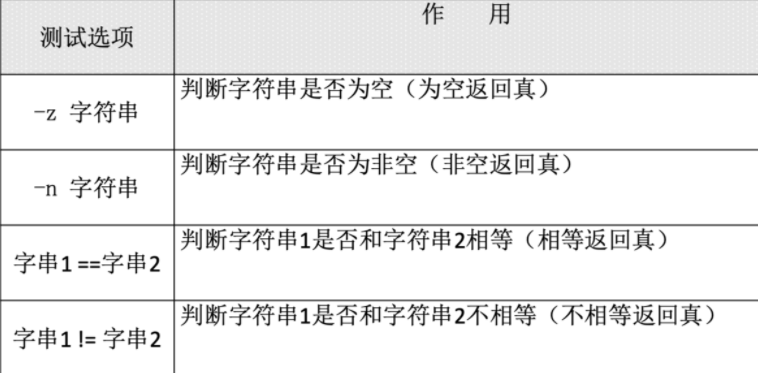 测试选项 作 用
-z 字符串 判断字符串是否为空（为空返回真）
-n 字符串 判断字符串是否为非空（非空返回真）
字串1 ==字串2 判断字符串1是否和字符串2相等（相等返回真）
字串1 != 字串2 判断字符串1是否和字符串2不相等（不相等返回真）